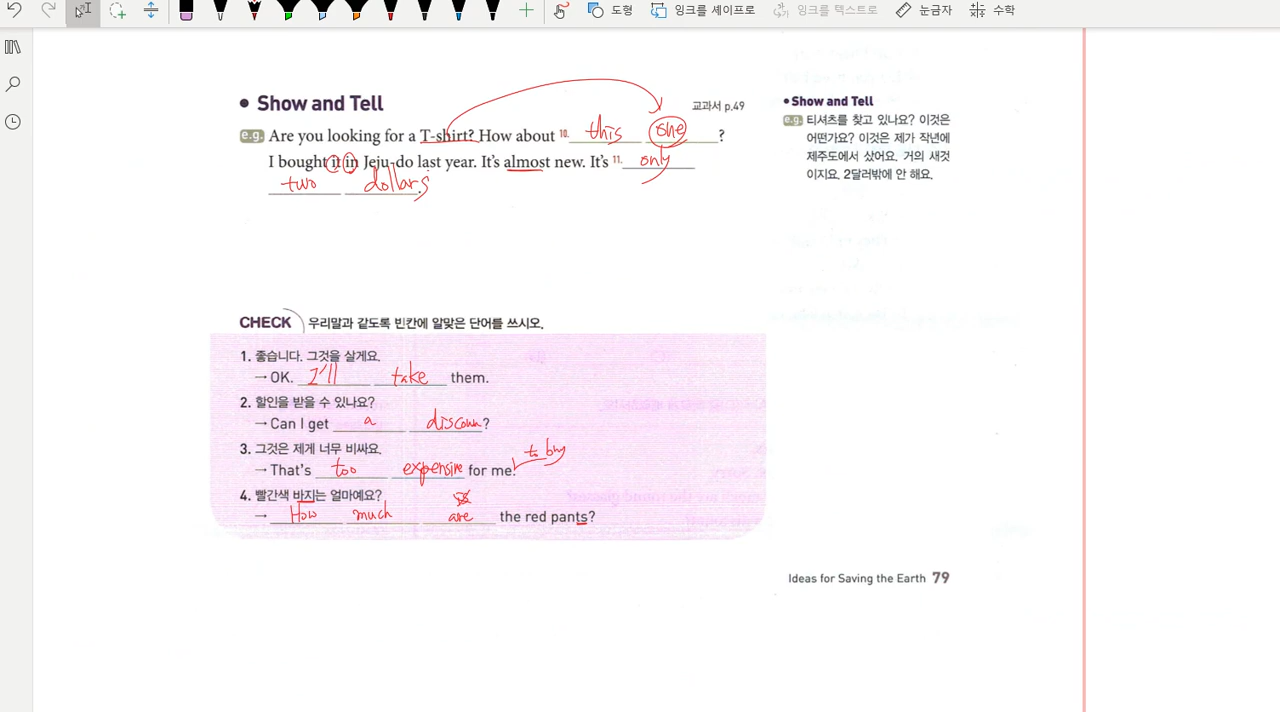 도형 잉크를 셰이프로 잉크를 텍스트로 눈금자 수학
• Show and Tell 교과서 p.49
e.g. Are you looking for a T-shirt? How about 10. this one ?
I bought it in Jeju-do last year. It's almost new. It's 11. only
two dollars
• Show and Tell
e.g. 티셔츠를 찾고 있나요? 이것은
어떤가요? 이것은 제가 작년에
제주도에서 샀어요. 거의 새것
이지요. 2달러밖에 안 해요.
CHECK 우리말과 같도록 빈칸에 알맞은 단어를 쓰시오.
1. 좋습니다. 그것을 살게요.
→ OK. I'll take them.
2. 할인을 받을 수 있나요?
→ Can I get a ?
3. 그것은 제게 너무 비싸요.
to buy
→ That's too expensive for me.
4. 빨간색 바지는 얼마예요?
→ How much are the red pants?
Ideas for Saving the Earth 79